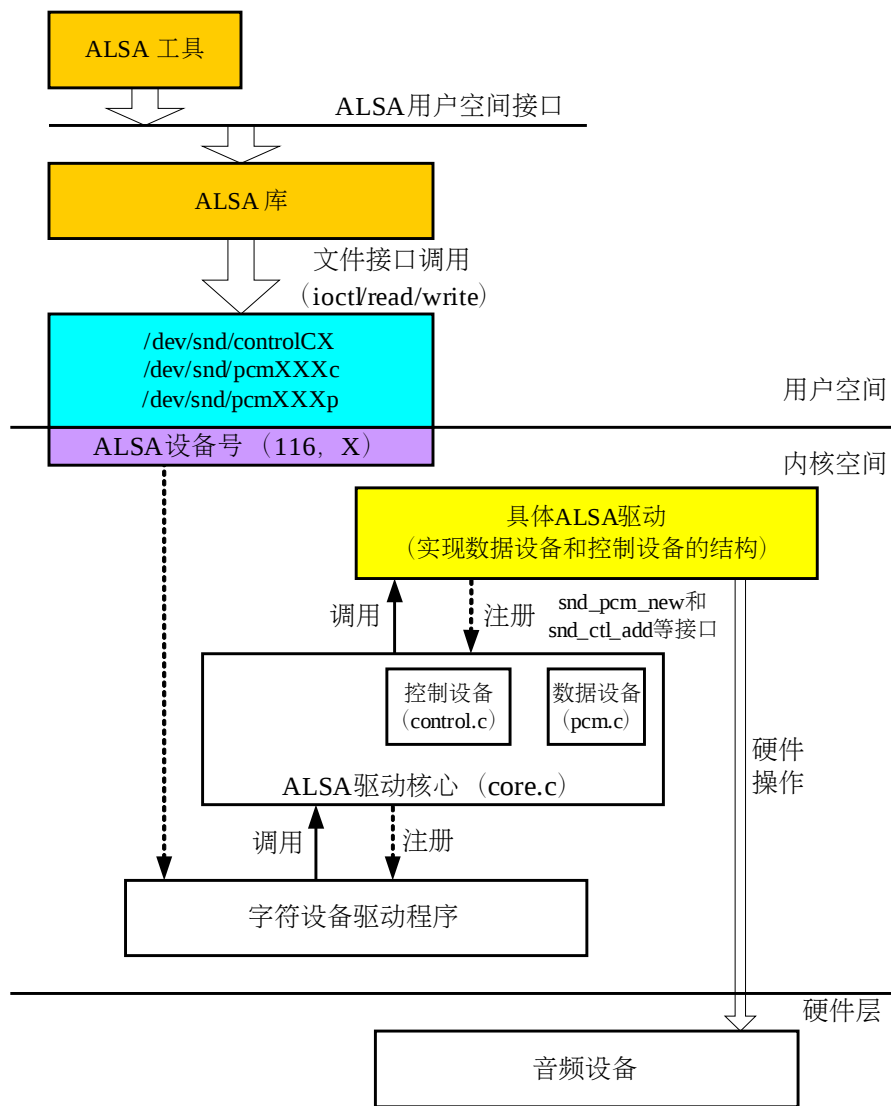 ALSA 工具
ALSA用户空间接口
ALSA 库
文件接口调用
（ioctl/read/write）
/dev/snd/controlCX
/dev/snd/pcmXXXc
/dev/snd/pcmXXXp
用户空间
ALSA设备号（116，X）
内核空间
具体ALSA驱动
（实现数据设备和控制设备的结构）
调用
注册
snd_pcm_new和
snd_ctl_add等接口
控制设备
（control.c）
数据设备
（pcm.c）
硬件
操作
ALSA驱动核心（core.c）
调用
注册
字符设备驱动程序
硬件层
音频设备